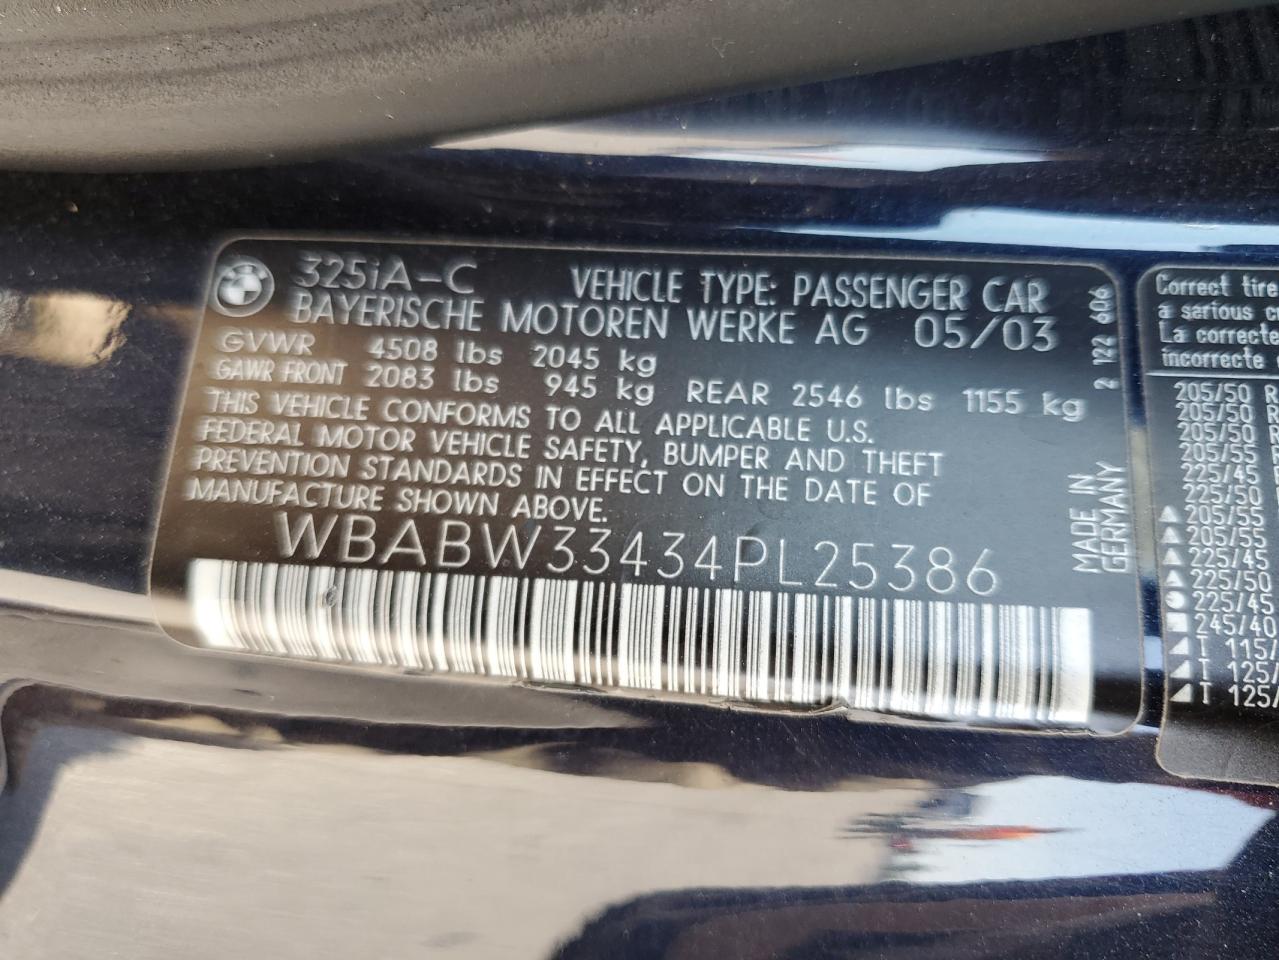 325iA-C VEHICLE TYPE: PASSENGER CAR
BAYERISCHE MOTOREN WERKE AG 05/03
GVWR 4508 lbs 2045 kg
GAWR FRONT 2083 lbs 945 kg REAR 2546 lbs 1155 kg
THIS VEHICLE CONFORMS TO ALL APPLICABLE U.S.
FEDERAL MOTOR VEHICLE SAFETY, BUMPER AND THEFT
PREVENTION STANDARDS IN EFFECT ON THE DATE OF
MANUFACTURE SHOWN ABOVE.
WBABW33434PL25386
2 122 606
MADE IN
GERMANY
Correct tire
a serious
La correcte
incorrecte
205/50 R
205/50 R
205/50 R
205/55
225/45
225/50
205/55
205/55
225/45
225/50
225/45
245/40
T 115/
T 125/
T 125/